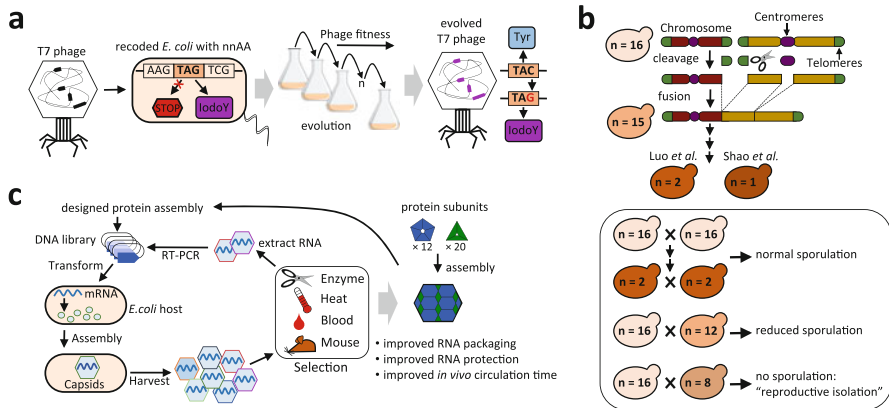 a
T7 phage
recoded E. coli with nnAA
AAG TAG TCG
STOP
IodoY
Phage fitness
n
evolution
evolved
T7 phage
Tyr
TAC
TAG
IodoY
b
n = 16
Chromosome
Centromeres
cleavage
Telomeres
fusion
n = 15
Luo et al.
Shao et al.
n = 2
n = 1
n = 16 X n = 16
normal sporulation
n = 2 X n = 2
n = 16 X n = 12
reduced sporulation
n = 16 X n = 8
no sporulation:
“reproductive isolation”
c
designed protein assembly
DNA library
RT-PCR
extract RNA
Transform
mRNA
E.coli host
Assembly
Capsids
Harvest
Enzyme
Heat
Blood
Mouse
Selection
protein subunits
× 12
× 20
assembly
• improved RNA packaging
• improved RNA protection
• improved in vivo circulation time